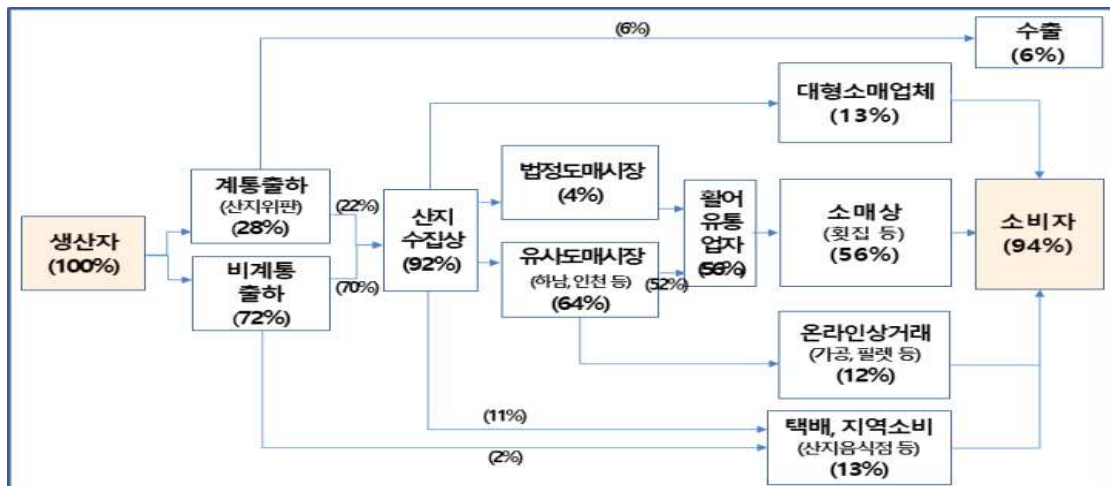 (6%)
수출
(6%)
대형소매업체
(13%)
계통출하
(산지위판)
(28%)
(22%)
법정도매시장
(4%)
생산자
(100%)
산지
수집상
(92%)
활어
유통
업자
(56%)
소매상
(횟집 등)
(56%)
소비자
(94%)
비계통
출하
(72%)
(70%)
유사도매시장
(하남, 인천 등)
(64%)
(52%)
온라인상거래
(가공, 필렛 등)
(12%)
(11%)
(2%)
택배, 지역소비
(산지음식점 등)
(13%)